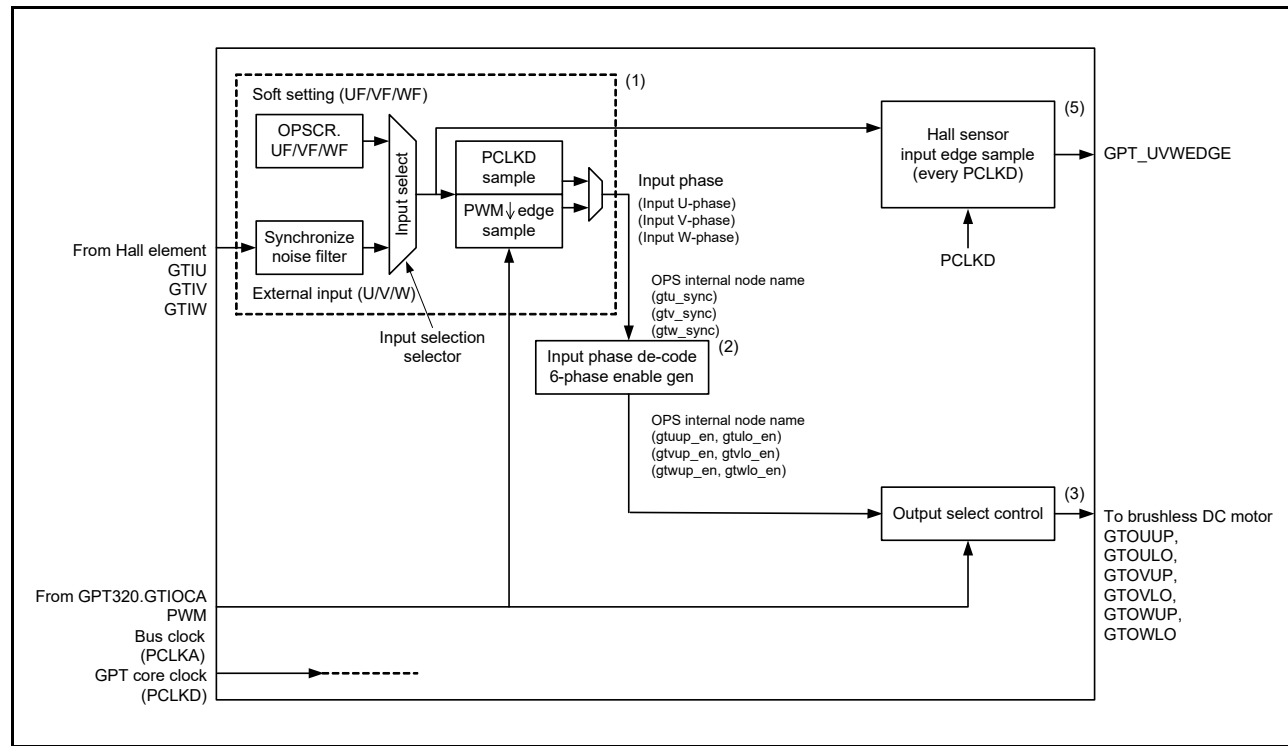 (1)
Soft setting (UF/VF/WF)
OPSCR.
UF/VF/WF
Input select
Synchronize
noise filter
External input (U/V/W)
From Hall element
GTIU
GTIV
GTIW
Input selection
selector
PCLKD
sample
PWM↓edge
sample
Input phase
(Input U-phase)
(Input V-phase)
(Input W-phase)
OPS internal node name
(gtu_sync)
(gtv_sync)
(gtw_sync)
(2)
Input phase de-code
6-phase enable gen
OPS internal node name
(gtuup_en, gtulo_en)
(gtvup_en, gtvlo_en)
(gtwup_en, gtwlo_en)
(5)
Hall sensor
input edge sample
(every PCLKD)
GPT_UVWEDGE
PCLKD
(3)
Output select control
To brushless DC motor
GTOUUP,
GTOULO,
GTOVUP,
GTOVLO,
GTOWUP,
GTOWLO
From GPT320.GTIOCA
PWM
Bus clock
(PCLKA)
GPT core clock
(PCLKD)